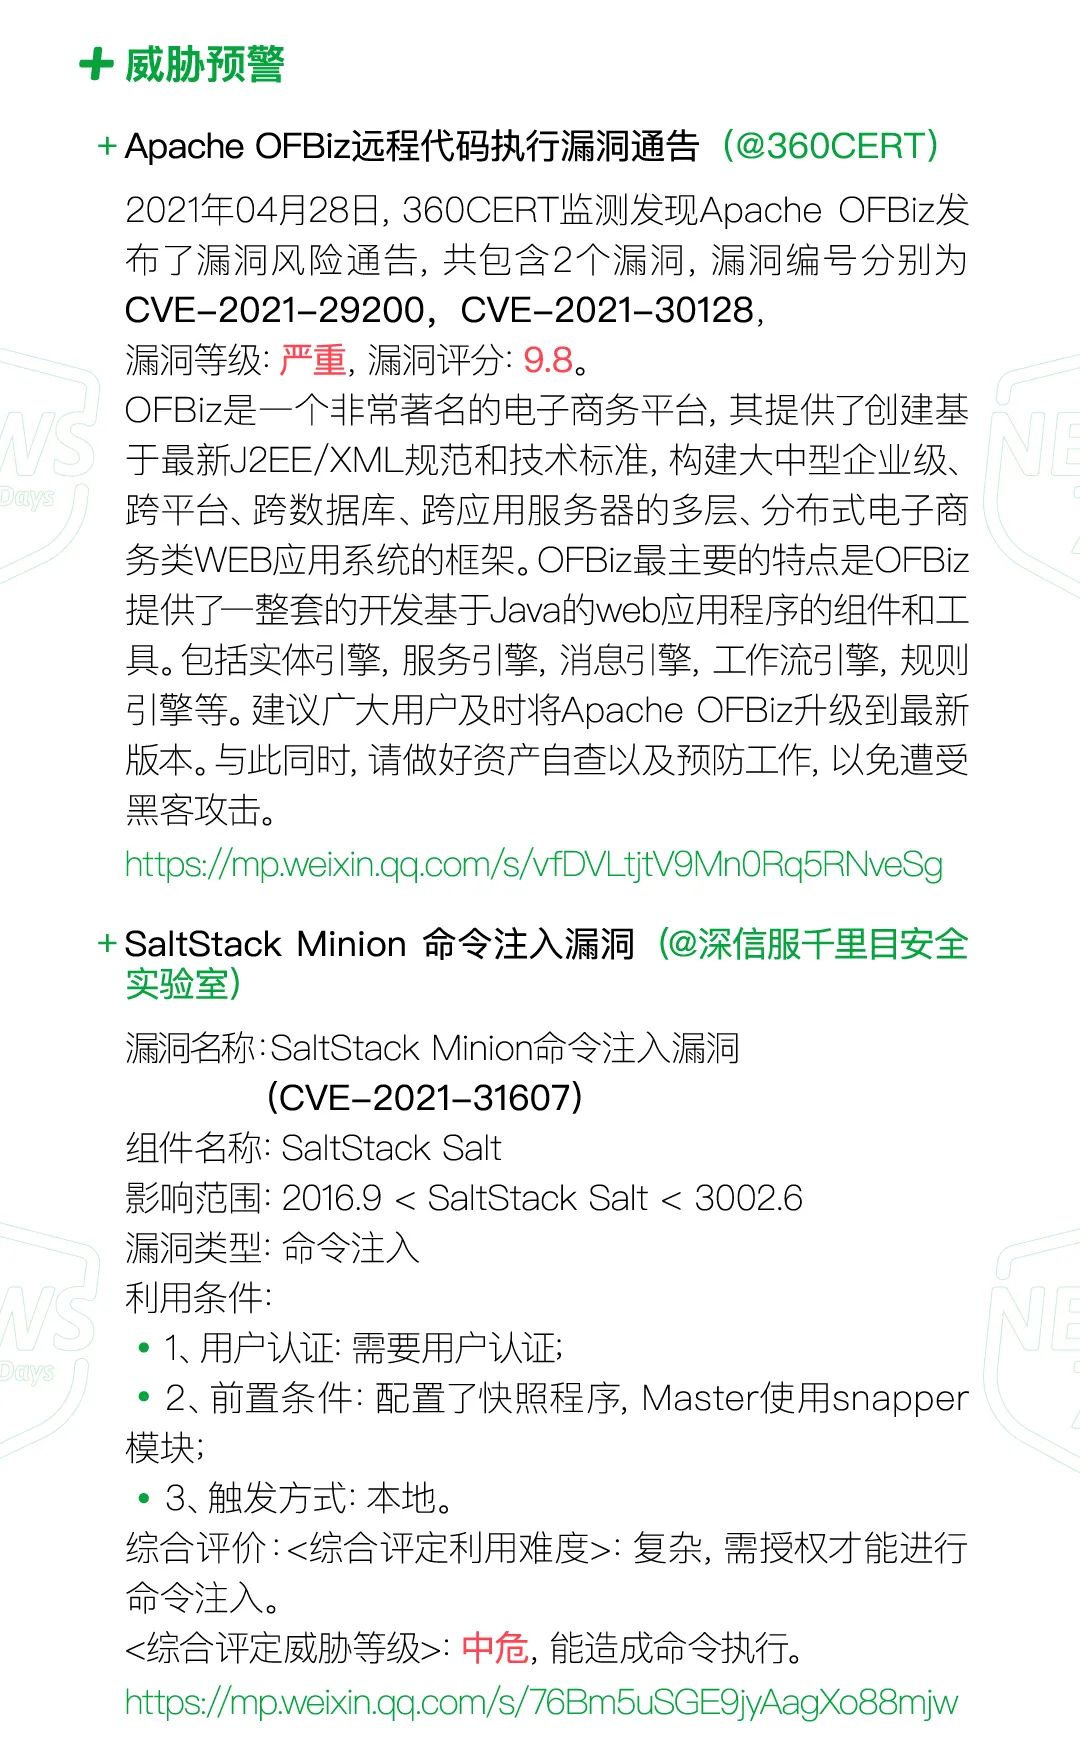 威胁预警
+ Apache OFBiz远程代码执行漏洞通告（@360CERT）
2021年04月28日, 360CERT监测发现Apache OFBiz发
布了漏洞风险通告, 共包含2个漏洞, 漏洞编号分别为
CVE-2021-29200，CVE-2021-30128,
漏洞等级: 严重, 漏洞评分: 9.8。
OFBiz是一个非常著名的电子商务平台, 其提供了创建基
于最新J2EE/XML规范和技术标准, 构建大中型企业级、
跨平台、跨数据库、跨应用服务器的多层、分布式电子商
务类WEB应用系统的框架。OFBiz最主要的特点是OFBiz
提供了一整套的开发基于Java的web应用程序的组件和工
具。包括实体引擎, 服务引擎, 消息引擎, 工作流引擎, 规则
引擎等。建议广大用户及时将Apache OFBiz升级到最新
版本。与此同时, 请做好资产自查以及预防工作, 以免遭受
黑客攻击。
https://mp.weixin.qq.com/s/vfDVLtjtV9Mn0Rq5RNveSg
+ SaltStack Minion 命令注入漏洞（@深信服千里目安全
实验室）
漏洞名称: SaltStack Minion命令注入漏洞
（CVE-2021-31607）
组件名称: SaltStack Salt
影响范围: 2016.9 < SaltStack Salt < 3002.6
漏洞类型: 命令注入
利用条件:
• 1、用户认证: 需要用户认证;
• 2、前置条件: 配置了快照程序, Master使用snapper
模块;
• 3、触发方式: 本地。
综合评价: <综合评定利用难度>: 复杂, 需授权才能进行
命令注入。
<综合评定威胁等级>: 中危, 能造成命令执行。
https://mp.weixin.qq.com/s/76Bm5uSGE9jyAagXo88mjw